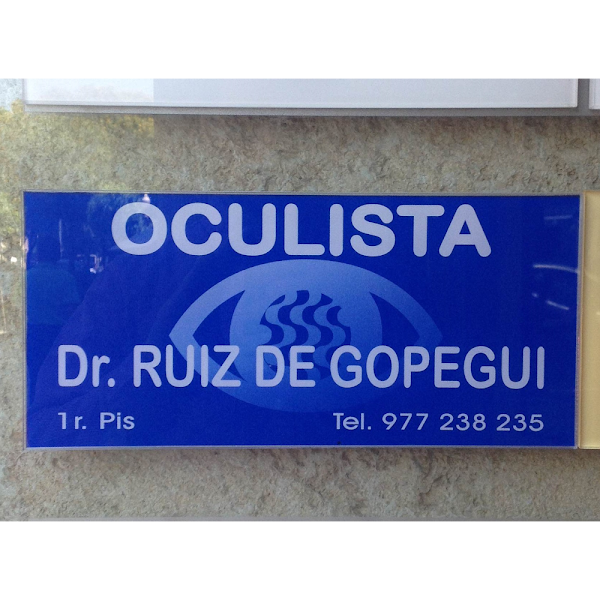 OCULISTA
Dr. RUIZ DE GOPEGUI
1r. Pis Tel. 977 238 235